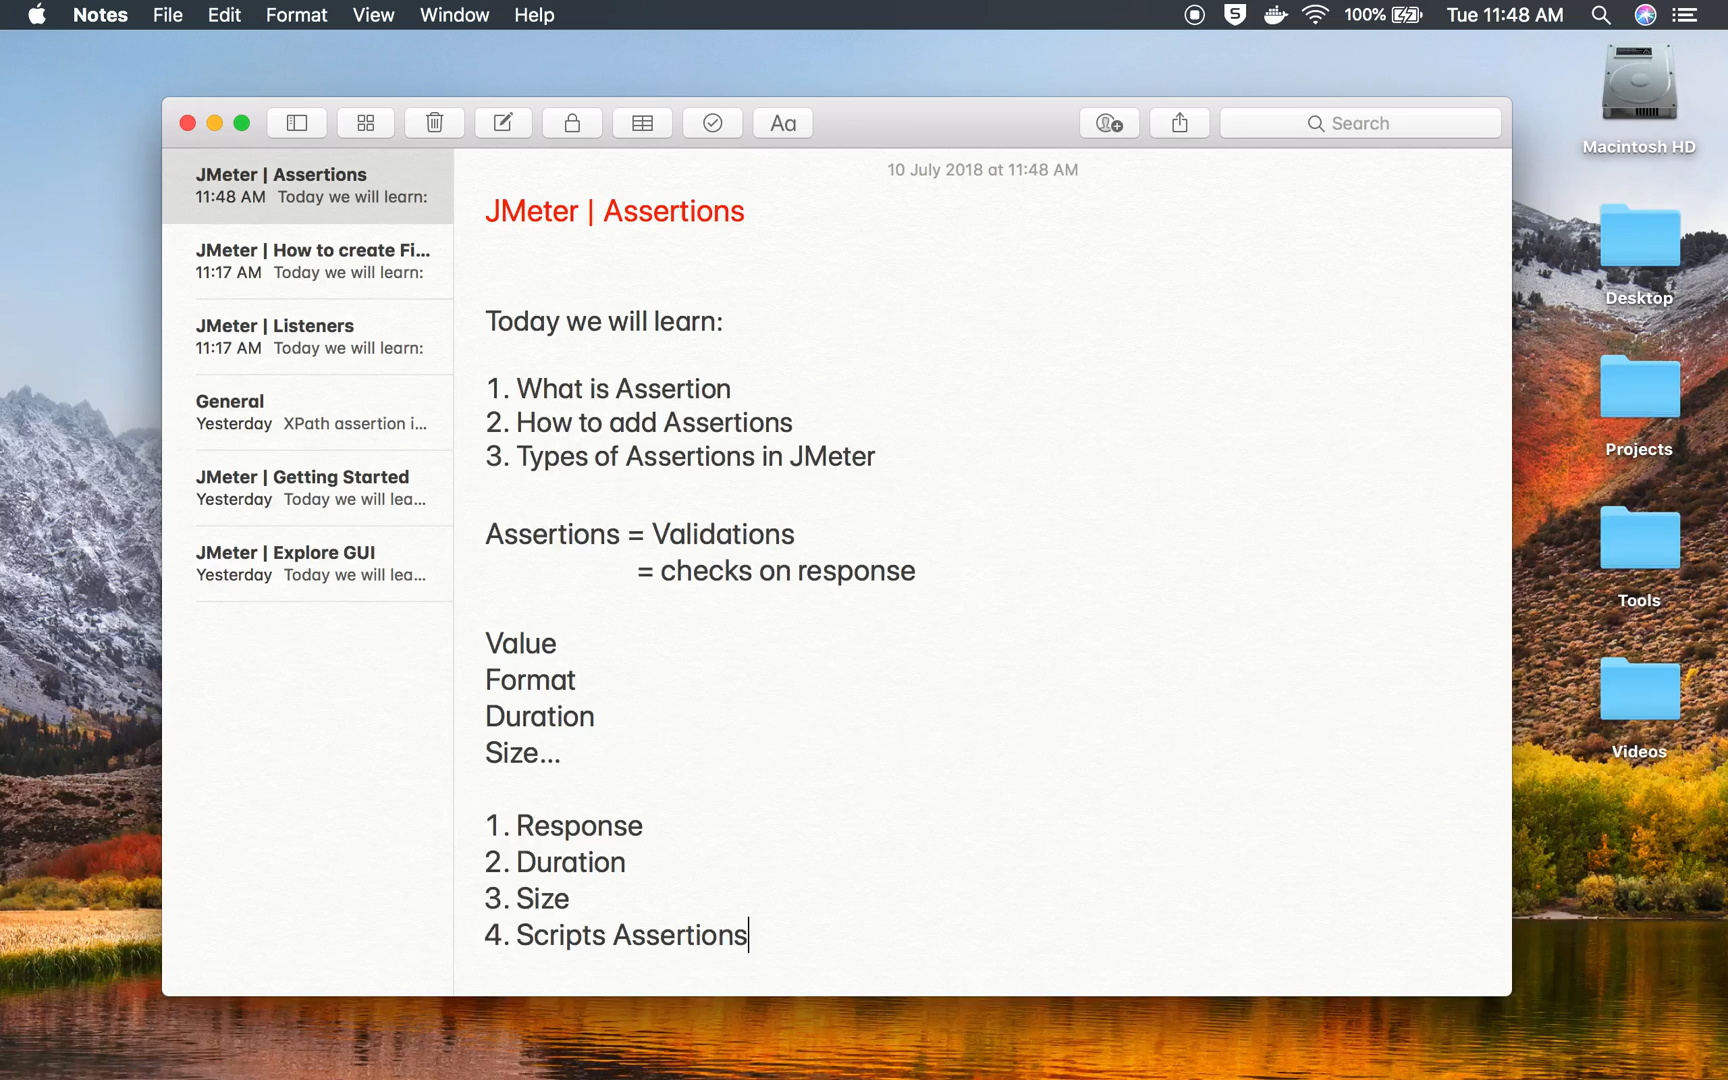 Notes File Edit Format View Window Help
S 100% Tue 11:48 AM
Aa
Search
JMeter | Assertions
11:48 AM Today we will learn:
JMeter | How to create Fi...
11:17 AM Today we will learn:
JMeter | Listeners
11:17 AM Today we will learn:
General
Yesterday XPath assertion i...
JMeter | Getting Started
Yesterday Today we will lea...
JMeter | Explore GUI
Yesterday Today we will lea...
10 July 2018 at 11:48 AM
JMeter | Assertions
Today we will learn:
1. What is Assertion
2. How to add Assertions
3. Types of Assertions in JMeter
Assertions = Validations
= checks on response
Value
Format
Duration
Size...
1. Response
2. Duration
3. Size
4. Scripts Assertions
Macintosh HD
Desktop
Projects
Tools
Videos